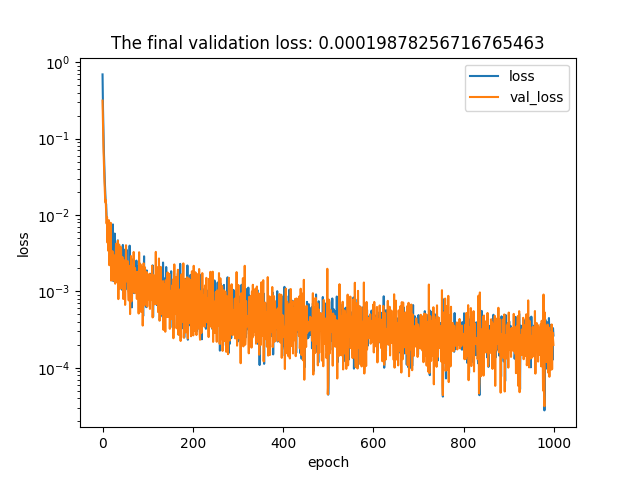 The final validation loss: 0.00019878256716765463
loss
val_loss
10⁰
10⁻¹
10⁻²
10⁻³
10⁻⁴
loss
0 200 400 600 800 1000
epoch